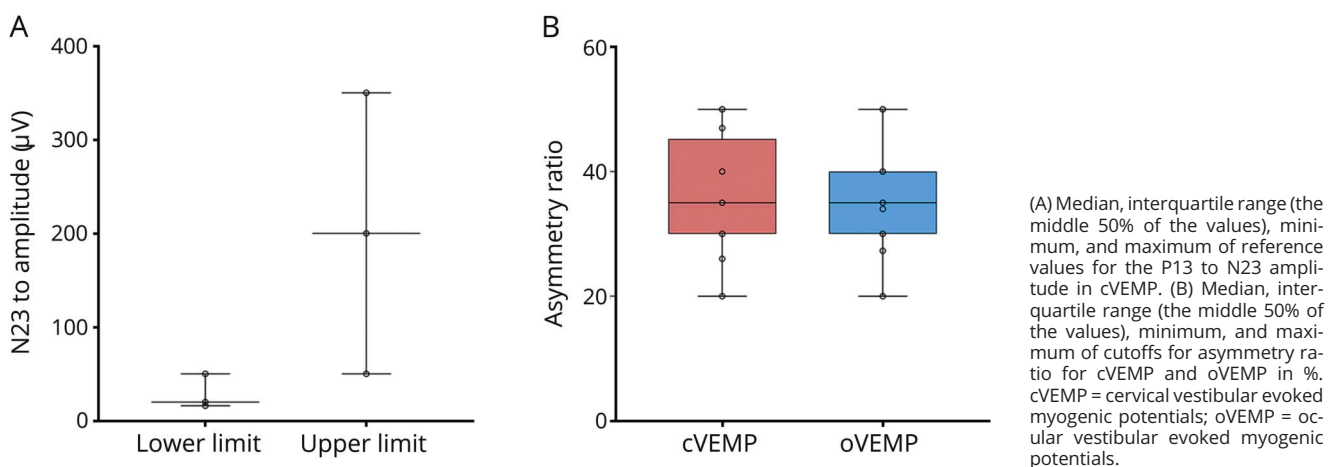 A
N23 to amplitude (µV)
400
300
200
100
0
Lower limit
Upper limit
B
Asymmetry ratio
60
40
20
0
cVEMP
oVEMP
(A) Median, interquartile range (the
middle 50% of the values), mini-
mum, and maximum of reference
values for the P13 to N23 ampli-
tude in cVEMP. (B) Median, inter-
quartile range (the middle 50% of
the values), minimum, and maxi-
mum of cutoffs for asymmetry ra-
tio for cVEMP and oVEMP in %.
cVEMP = cervical vestibular evoked
myogenic potentials; oVEMP = oc-
ular vestibular evoked myogenic
potentials.